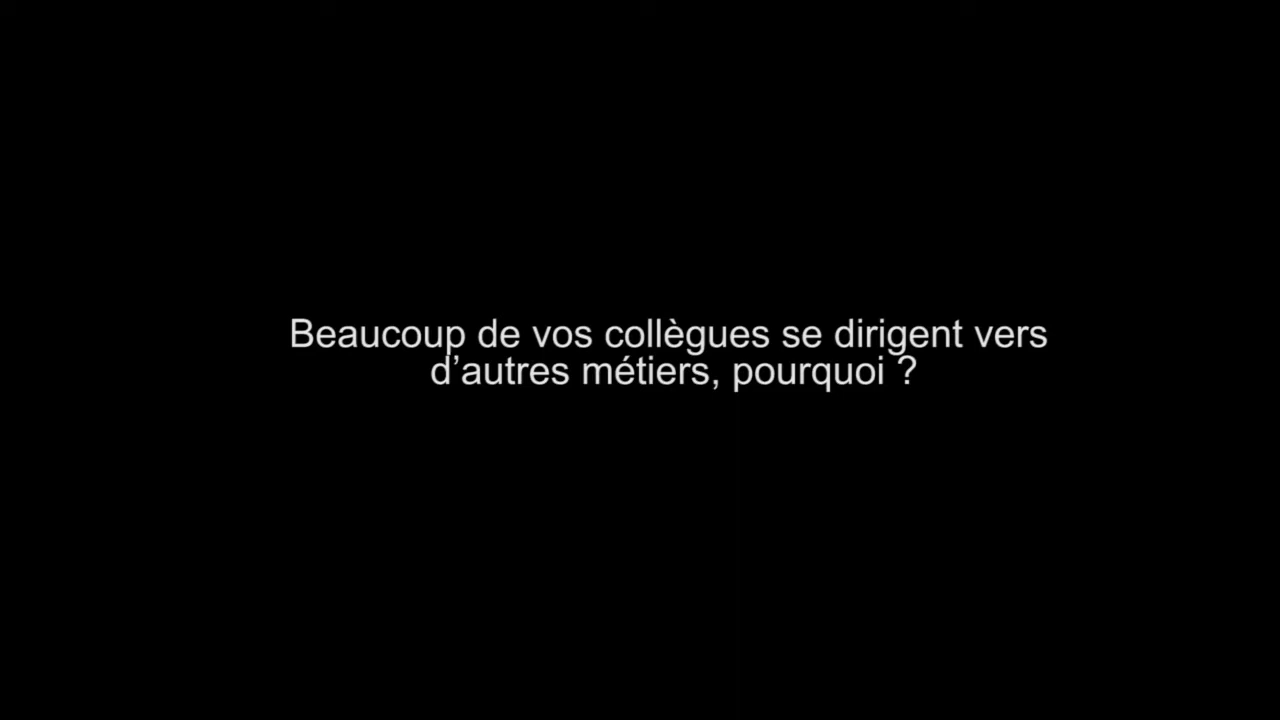 Beaucoup de vos collègues se dirigent vers
d’autres métiers, pourquoi ?